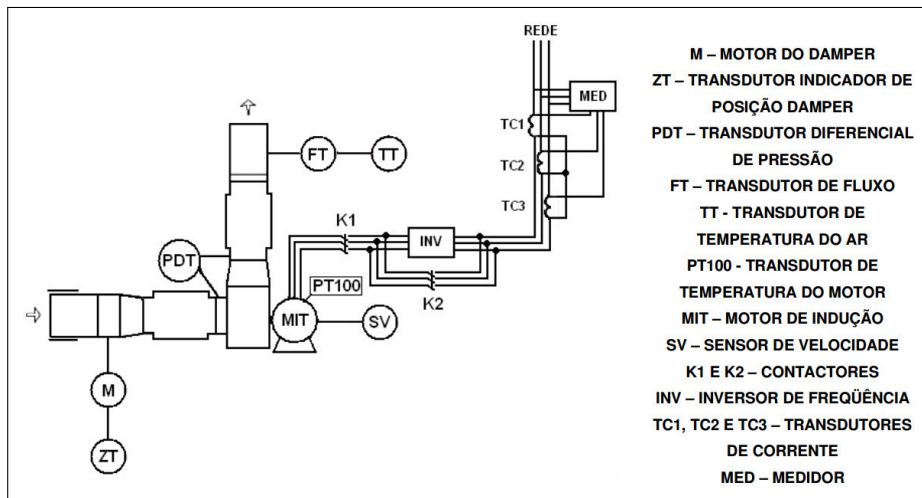 REDE
MED
TC1
TC2
TC3
FT
TT
K1
INV
PDT
PT100
K2
MIT
SV
M
ZT
M – MOTOR DO DAMPER
ZT – TRANSDUTOR INDICADOR DE
POSIÇÃO DAMPER
PDT – TRANSDUTOR DIFERENCIAL
DE PRESSÃO
FT – TRANSDUTOR DE FLUXO
TT - TRANSDUTOR DE
TEMPERATURA DO AR
PT100 - TRANSDUTOR DE
TEMPERATURA DO MOTOR
MIT – MOTOR DE INDUÇÃO
SV – SENSOR DE VELOCIDADE
K1 E K2 – CONTACTORES
INV – INVERSOR DE FREQÜÊNCIA
TC1, TC2 E TC3 – TRANSDUTORES
DE CORRENTE
MED – MEDIDOR